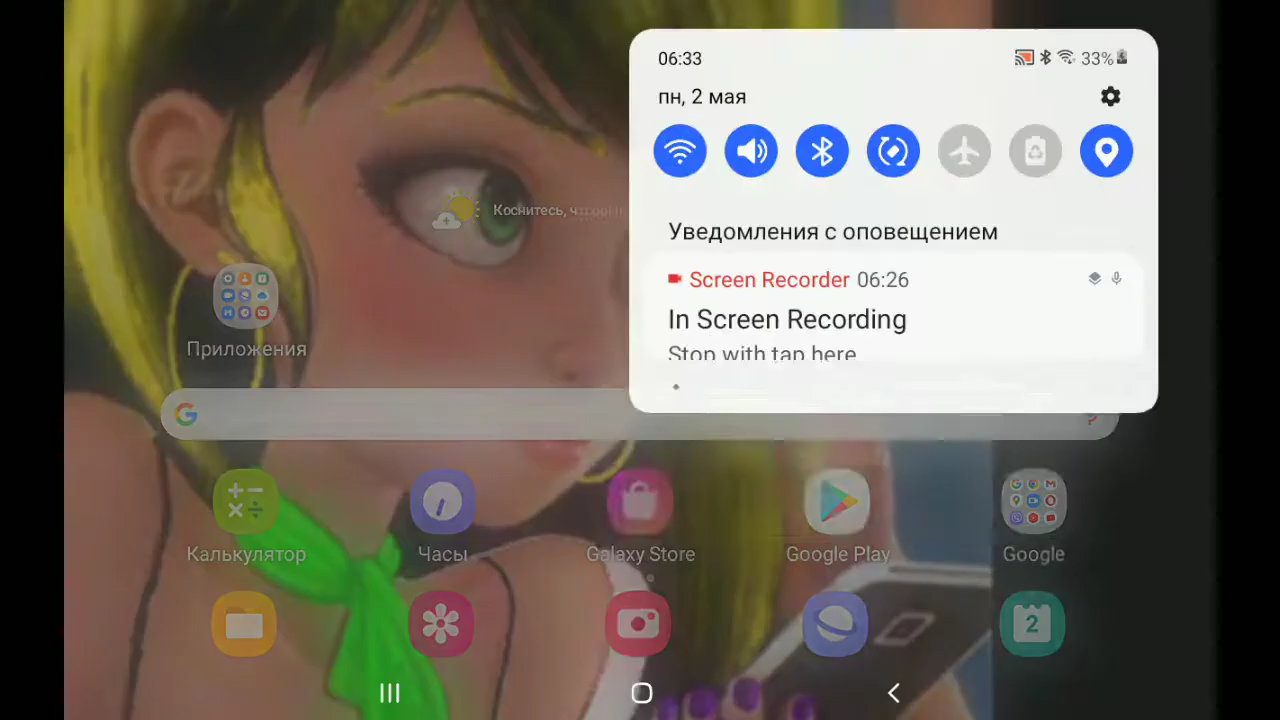 06:33
33%
пн, 2 мая
Коснитесь, ч
Уведомления с оповещением
Screen Recorder 06:26
In Screen Recording
Stop with tap here
Приложения
Калькулятор
Часы
Galaxy Store
Google Play
Google
2